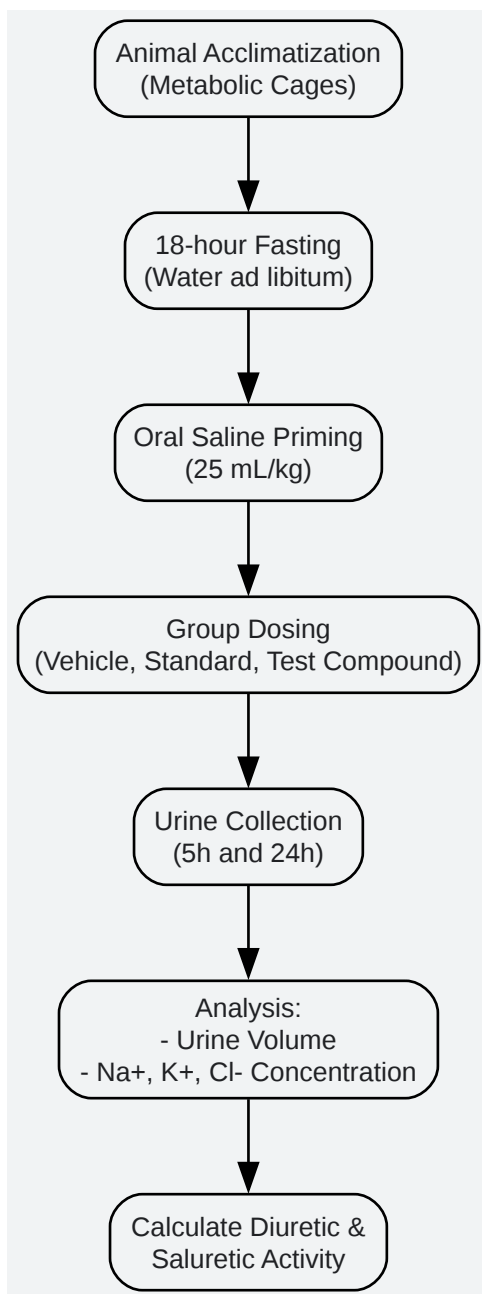 Animal Acclimatization
(Metabolic Cages)
18-hour Fasting
(Water ad libitum)
Oral Saline Priming
(25 mL/kg)
Group Dosing
(Vehicle, Standard, Test Compound)
Urine Collection
(5h and 24h)
Analysis:
- Urine Volume
- Na+, K+, Cl- Concentration
Calculate Diuretic &
Saluretic Activity